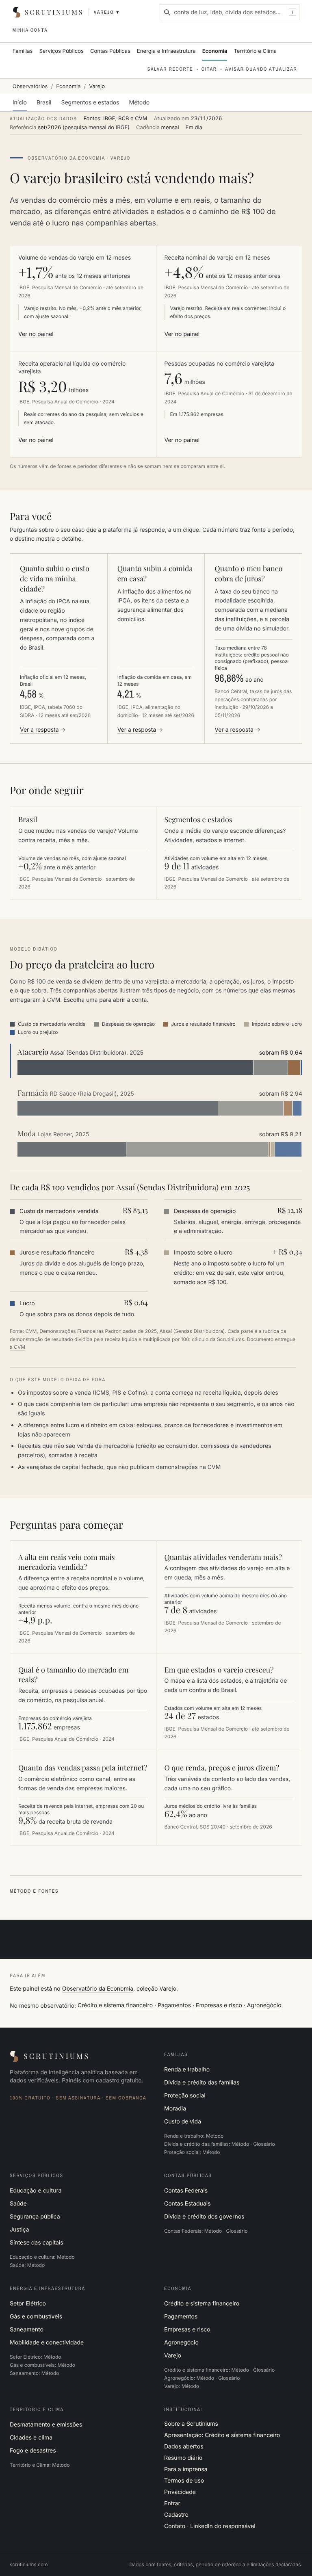 SCRUTINIUMS
VAREJO ▾
conta de luz, Ideb, dívida dos estados... /
MINHA CONTA
Famílias Serviços Públicos Contas Públicas Energia e Infraestrutura Economia Território e Clima
SALVAR RECORTE · CITAR · AVISAR QUANDO ATUALIZAR
Observatórios / Economia / Varejo
Início Brasil Segmentos e estados Método
ATUALIZAÇÃO DOS DADOS Fontes: IBGE, BCB e CVM Atualizado em 23/11/2026
Referência set/2026 (pesquisa mensal do IBGE) Cadência mensal Em dia
OBSERVATÓRIO DA ECONOMIA · VAREJO
O varejo brasileiro está vendendo mais?
As vendas do comércio mês a mês, em volume e em reais, o tamanho do
mercado, as diferenças entre atividades e estados e o caminho de R$ 100 de
venda até o lucro nas companhias abertas.
Volume de vendas do varejo em 12 meses
+1,7% ante os 12 meses anteriores
IBGE, Pesquisa Mensal de Comércio · até setembro de
2026
Varejo restrito. No mês, +0,2% ante o mês anterior,
com ajuste sazonal.
Ver no painel
Receita nominal do varejo em 12 meses
+4,8% ante os 12 meses anteriores
IBGE, Pesquisa Mensal de Comércio · até setembro de
2026
Varejo restrito. Receita em reais correntes: inclui o
efeito dos preços.
Ver no painel
Receita operacional líquida do comércio
varejista
R$ 3,20 trilhões
IBGE, Pesquisa Anual de Comércio · 2024
Reais correntes do ano da pesquisa; sem veículos e
sem atacado.
Ver no painel
Pessoas ocupadas no comércio varejista
7,6 milhões
IBGE, Pesquisa Anual de Comércio · 31 de dezembro de
2024
Em 1.175.862 empresas.
Ver no painel
Os números vêm de fontes e períodos diferentes e não se somam nem se comparam entre si.
Para você
Perguntas sobre o seu caso que a plataforma já responde, a um clique. Cada número traz fonte e período;
o destino mostra o detalhe.
Quanto subiu o custo
de vida na minha
cidade?
A inflação do IPCA na sua
cidade ou região
metropolitana, no índice
geral e nos nove grupos de
despesa, comparada com a
do Brasil.
Inflação oficial em 12 meses,
Brasil
4,58 %
IBGE, IPCA, tabela 7060 do
SIDRA · 12 meses até set/2026
Ver a resposta →
Quanto subiu a comida
em casa?
A inflação dos alimentos no
IPCA, os itens da cesta e a
segurança alimentar dos
domicílios.
Inflação da comida em casa, em
12 meses
4,21 %
IBGE, IPCA, alimentação no
domicílio · 12 meses até set/2026
Ver a resposta →
Quanto o meu banco
cobra de juros?
A taxa do seu banco na
modalidade escolhida,
comparada com a mediana
das instituições, e a parcela
de uma dívida no simulador.
Taxa mediana entre 78
instituições: crédito pessoal não
consignado (prefixado), pessoa
física
96,86% ao ano
Banco Central, taxas de juros das
operações contratadas por
instituição · 28/10/2026 a
05/11/2026
Ver a resposta →
Por onde seguir
Brasil
O que mudou nas vendas do varejo? Volume
contra receita, mês a mês.
Volume de vendas no mês, com ajuste sazonal
+0,2% ante o mês anterior
IBGE, Pesquisa Mensal de Comércio · setembro de
2026
Segmentos e estados
Onde a média do varejo esconde diferenças?
Atividades, estados e internet.
Atividades com volume em alta em 12 meses
9 de 11 atividades
IBGE, Pesquisa Mensal de Comércio · até setembro de
2026
MODELO DIDÁTICO
Do preço da prateleira ao lucro
Como R$ 100 de venda se dividem dentro de uma varejista: a mercadoria, a operação, os juros, o imposto
e o que sobra. Três companhias abertas ilustram três tipos de negócio, com os números que elas mesmas
entregaram à CVM. Escolha uma para abrir a conta.
Custo da mercadoria vendida Despesas de operação Juros e resultado financeiro Imposto sobre o lucro
Lucro ou prejuízo
Atacarejo Assaí (Sendas Distribuidora), 2025 sobram R$ 0,64
Farmácia RD Saúde (Raia Drogasil), 2025 sobram R$ 2,94
Moda Lojas Renner, 2025 sobram R$ 9,21
De cada R$ 100 vendidos por Assaí (Sendas Distribuidora) em 2025
Custo da mercadoria vendida R$ 83,13
O que a loja pagou ao fornecedor pelas
mercadorias que vendeu.
Despesas de operação R$ 12,18
Salários, aluguel, energia, entrega, propaganda
e a administração.
Juros e resultado financeiro R$ 4,38
Juros da dívida e dos aluguéis de longo prazo,
menos o que o caixa rendeu.
Imposto sobre o lucro + R$ 0,34
Neste ano o imposto sobre o lucro foi um
crédito: em vez de sair, este valor entrou,
somado aos R$ 100.
Lucro R$ 0,64
O que sobra para os donos depois de tudo.
Fonte: CVM, Demonstrações Financeiras Padronizadas de 2025, Assaí (Sendas Distribuidora). Cada parte é a rubrica da
demonstração de resultado dividida pela receita líquida e multiplicada por 100: cálculo da Scrutiniums. Documento entregue
à CVM
O QUE ESTE MODELO DEIXA DE FORA
• Os impostos sobre a venda (ICMS, PIS e Cofins): a conta começa na receita líquida, depois deles
• O que cada companhia tem de particular: uma empresa não representa o seu segmento, e os anos não
são iguais
• A diferença entre lucro e dinheiro em caixa: estoques, prazos de fornecedores e investimentos em
lojas não aparecem
• Receitas que não são venda de mercadoria (crédito ao consumidor, comissões de vendedores
parceiros), somadas à receita
• As varejistas de capital fechado, que não publicam demonstrações na CVM
Perguntas para começar
A alta em reais veio com mais
mercadoria vendida?
A diferença entre a receita nominal e o volume,
que aproxima o efeito dos preços.
Receita menos volume, contra o mesmo mês do ano
anterior
+4,9 p.p.
IBGE, Pesquisa Mensal de Comércio · setembro de
2026
Quantas atividades venderam mais?
A contagem das atividades do varejo em alta e
em queda, mês a mês.
Atividades com volume acima do mesmo mês do ano
anterior
7 de 8 atividades
IBGE, Pesquisa Mensal de Comércio · setembro de
2026
Qual é o tamanho do mercado em
reais?
Receita, empresas e pessoas ocupadas por tipo
de comércio, na pesquisa anual.
Empresas do comércio varejista
1.175.862 empresas
IBGE, Pesquisa Anual de Comércio · 2024
Em que estados o varejo cresceu?
O mapa e a lista dos estados, e a trajetória de
cada um contra o do Brasil.
Estados com volume em alta em 12 meses
24 de 27 estados
IBGE, Pesquisa Mensal de Comércio · até setembro de
2026
Quanto das vendas passa pela internet?
O comércio eletrônico como canal, entre as
formas de venda das empresas maiores.
Receita de revenda pela internet, empresas com 20 ou
mais pessoas
9,8% da receita bruta de revenda
IBGE, Pesquisa Anual de Comércio · 2024
O que renda, preços e juros dizem?
Três variáveis de contexto ao lado das vendas,
cada uma no seu gráfico.
Juros médios do crédito livre às famílias
62,4% ao ano
Banco Central, SGS 20740 · setembro de 2026
MÉTODO E FONTES
PARA IR ALÉM
Este painel está no Observatório da Economia, coleção Varejo.
No mesmo observatório: Crédito e sistema financeiro · Pagamentos · Empresas e risco · Agronegócio
SCRUTINIUMS
Plataforma de inteligência analítica baseada em
dados verificáveis. Painéis com cadastro gratuito.
100% GRATUITO · SEM ASSINATURA · SEM COBRANÇA
FAMÍLIAS
Renda e trabalho
Dívida e crédito das famílias
Proteção social
Moradia
Custo de vida
Renda e trabalho: Método
Dívida e crédito das famílias: Método · Glossário
Proteção social: Método
SERVIÇOS PÚBLICOS
Educação e cultura
Saúde
Segurança pública
Justiça
Síntese das capitais
Educação e cultura: Método
Saúde: Método
CONTAS PÚBLICAS
Contas Federais
Contas Estaduais
Dívida e crédito dos governos
Contas Federais: Método · Glossário
ENERGIA E INFRAESTRUTURA
Setor Elétrico
Gás e combustíveis
Saneamento
Mobilidade e conectividade
Setor Elétrico: Método
Gás e combustíveis: Método
Saneamento: Método
ECONOMIA
Crédito e sistema financeiro
Pagamentos
Empresas e risco
Agronegócio
Varejo
Crédito e sistema financeiro: Método · Glossário
Agronegócio: Método · Glossário
Varejo: Método
TERRITÓRIO E CLIMA
Desmatamento e emissões
Cidades e clima
Fogo e desastres
Território e Clima: Método
INSTITUCIONAL
Sobre a Scrutiniums
Apresentação: Crédito e sistema financeiro
Dados abertos
Resumo diário
Para a imprensa
Termos de uso
Privacidade
Entrar
Cadastro
Contato · LinkedIn do responsável
scrutiniums.com
Dados com fontes, critérios, período de referência e limitações declaradas.